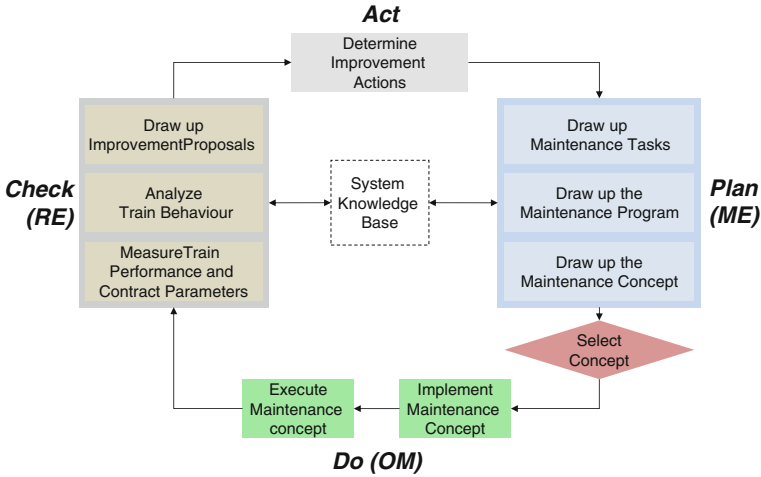 Act
Determine
Improvement
Actions
Draw up
ImprovementProposals
Analyze
Train Behaviour
MeasureTrain
Performance and
Contract Parameters
Check
(RE)
System
Knowledge
Base
Draw up
Maintenance Tasks
Draw up the
Maintenance Program
Draw up the
Maintenance Concept
Plan
(ME)
Select
Concept
Execute
Maintenance
concept
Implement
Maintenance
Concept
Do (OM)